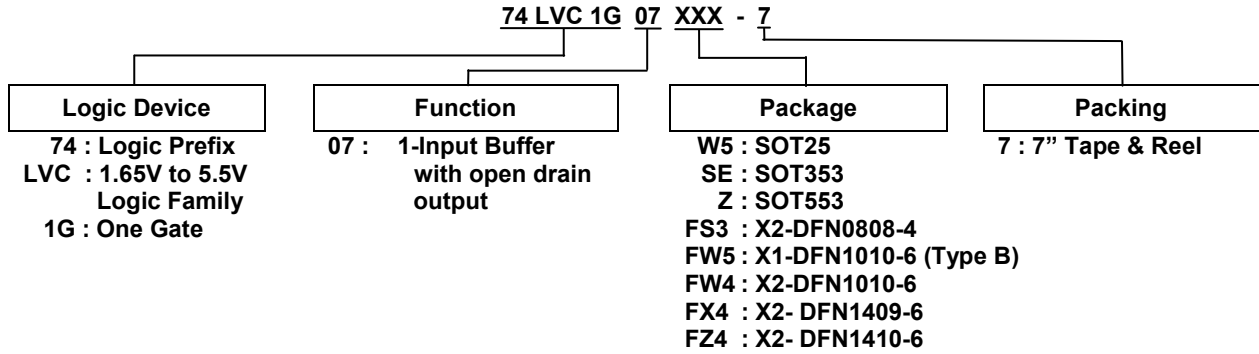 74 LVC 1G 07 XXX - 7
Logic Device
74 : Logic Prefix
LVC : 1.65V to 5.5V
Logic Family
1G : One Gate
Function
07 : 1-Input Buffer
with open drain
output
Package
W5 : SOT25
SE : SOT353
Z : SOT553
FS3 : X2-DFN0808-4
FW5 : X1-DFN1010-6 (Type B)
FW4 : X2-DFN1010-6
FX4 : X2- DFN1409-6
FZ4 : X2- DFN1410-6
Packing
7 : 7” Tape & Reel